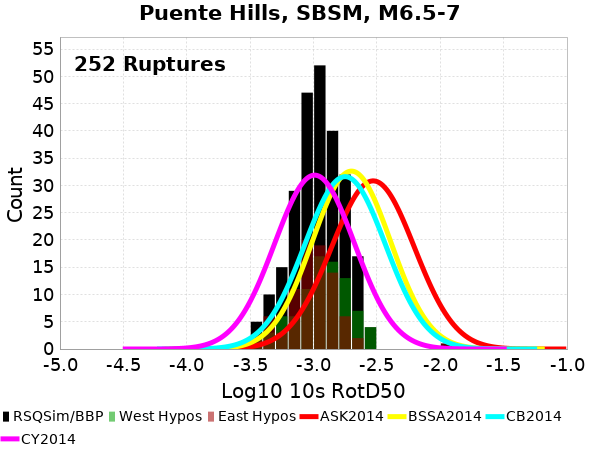 Puente Hills, SBSM, M6.5-7
252 Ruptures
Count
55
50
45
40
35
30
25
20
15
10
5
0
-5.0 -4.5 -4.0 -3.5 -3.0 -2.5 -2.0 -1.5 -1.0
Log10 10s RotD50
RSQSim/BBP West Hypos East Hypos ASK2014 BSSA2014 CB2014
CY2014